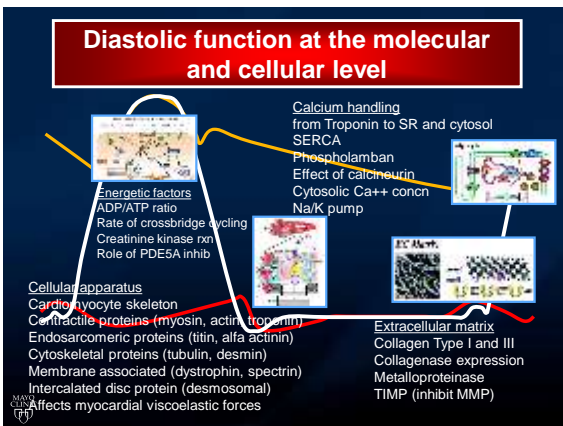 Diastolic function at the molecular
and cellular level
Calcium handling
from Troponin to SR and cytosol
SERCA
Phospholamban
Effect of calcineurin
Cytosolic Ca++ concn
Na/K pump
Energetic factors
ADP/ATP ratio
Rate of crossbridge cycling
Creatinine kinase rxn
Role of PDE5A inhib
EC Matrix
Cellular apparatus
Cardiomyocyte skeleton
Contractile proteins (myosin, actin, troponin)
Endosarcomeric proteins (titin, alfa actinin)
Cytoskeletal proteins (tubulin, desmin)
Membrane associated (dystrophin, spectrin)
Intercalated disc protein (desmosomal)
Affects myocardial viscoelastic forces
Extracellular matrix
Collagen Type I and III
Collagenase expression
Metalloproteinase
TIMP (inhibit MMP)
MAYO
CLINIC